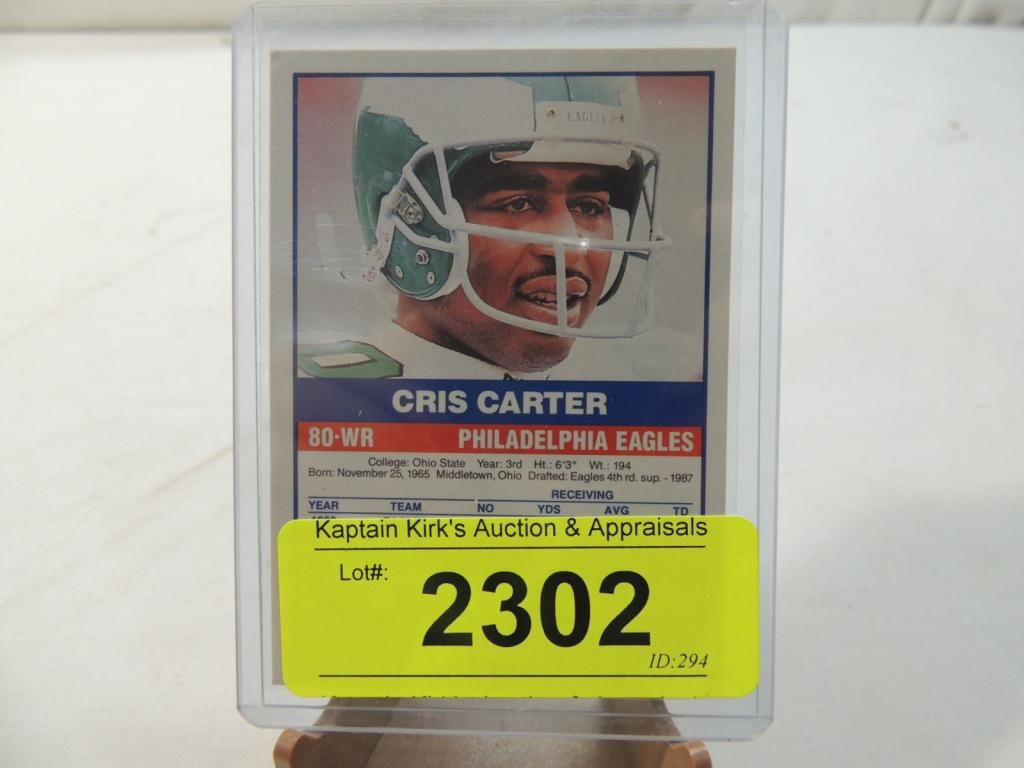 EAGLES
CRIS CARTER
80·WR PHILADELPHIA EAGLES
College: Ohio State Year: 3rd Ht.: 6'3" Wt.: 194
Born: November 25, 1965 Middletown, Ohio Drafted: Eagles 4th rd. sup. - 1987
RECEIVING
YEAR TEAM NO YDS AVG TD
Kaptain Kirk's Auction & Appraisals
Lot#: 2302
ID:294